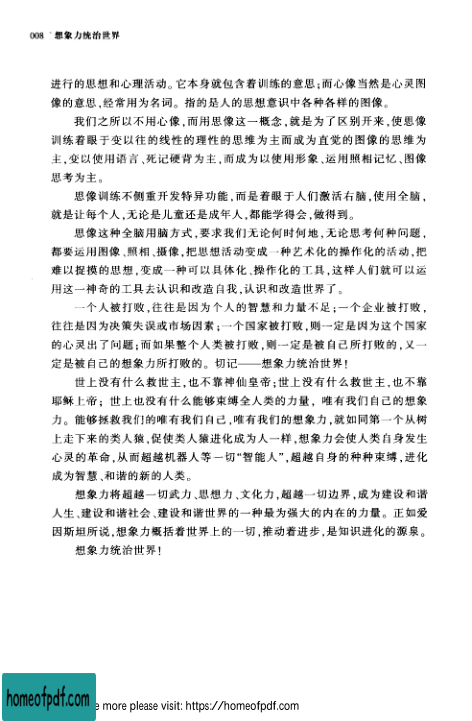 008 想象力统治世界
进行的思想和心理活动。它本身就包含着训练的意思;而心像当然是心灵图
像的意思,经常用为名词。指的是人的思想意识中各种各样的图像。
我们之所以不用心像,而用思像这一概念,就是为了区别开来,使思像
训练着眼于变以往的线性的理性的思维为主而成为直觉的图像的思维为
主,变以使用语言、死记硬背为主,而成为以使用形象、运用照相记忆、图像
思考为主。
思像训练不侧重开发特异功能,而是着眼于人们激活右脑,使用全脑,
就是让每个人,无论是儿童还是成年人,都能学得会,做得到。
思像这种全脑用脑方式,要求我们无论何时何地,无论思考何种问题,
都要运用图像、照相、摄像,把思想活动变成一种艺术化的操作化的活动,把
难以捉摸的思想,变成一种可以具体化、操作化的工具,这样人们就可以运
用这一神奇的工具去认识和改造自我,认识和改造世界了。
一个人被打败,往往是因为个人的智慧和力量不足;一个企业被打败,
往往是因为决策失误或市场因素;一个国家被打败,则一定是因为这个国家
的心灵出了问题;而如果整个人类被打败,则一定是被自己所打败的,又一
定是被自己的想象力所打败的。切记——想象力统治世界!
世上没有什么救世主,也不靠神仙皇帝;世上没有什么救世主,也不靠
耶稣上帝;世上也没有什么能够束缚全人类的力量,唯有我们自己的想象
力。能够拯救我们的唯有我们自己,唯有我们的想象力,就如同第一个从树
上走下来的类人猿,促使类人猿进化成为人一样,想象力会使人类自身发生
心灵的革命,从而超越机器人等一切“智能人”,超越自身的种种束缚,进化
成为智慧、和谐的新的人类。
想象力将超越一切武力、思想力、文化力,超越一切边界,成为建设和谐
人生、建设和谐社会、建设和谐世界的一种最为强大的内在的力量。正如爱
因斯坦所说,想象力概括着世界上的一切,推动着进步,是知识进化的源泉。
想象力统治世界!
homeofpdf.com
e more please visit: https://homeofpdf.com